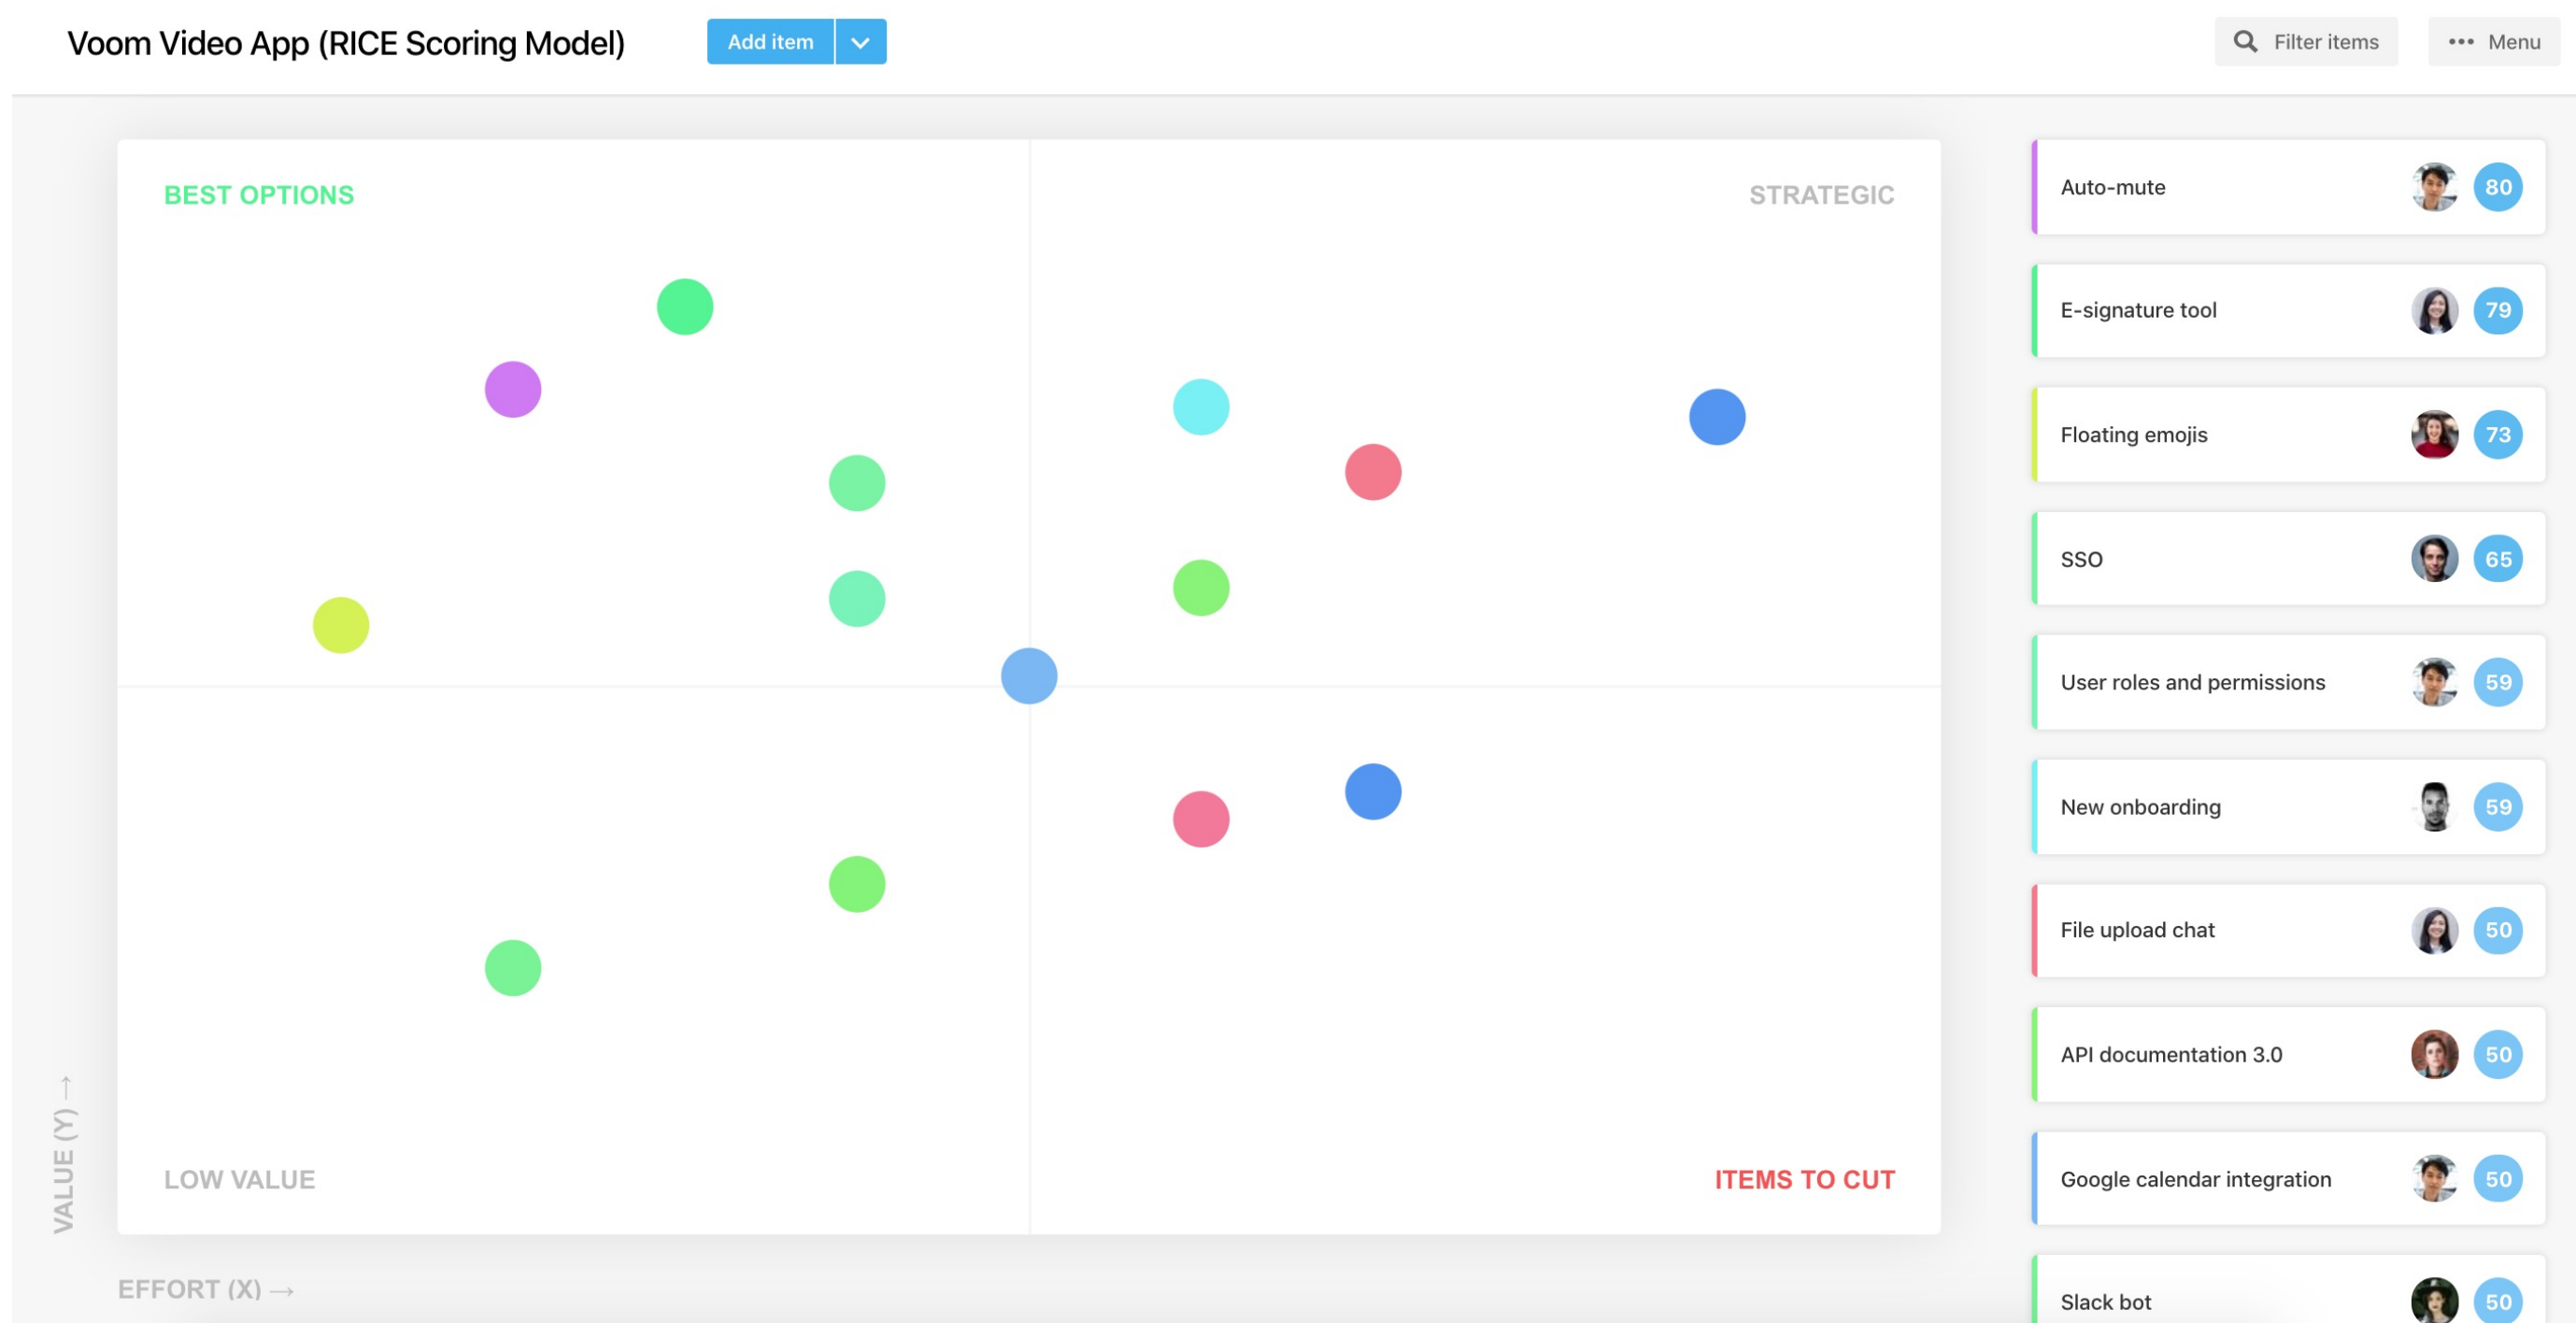 Voom Video App (RICE Scoring Model)
Add item
Filter items
Menu
BEST OPTIONS
STRATEGIC
LOW VALUE
ITEMS TO CUT
VALUE (Y) →
EFFORT (X) →
Auto-mute 80
E-signature tool 79
Floating emojis 73
SSO 65
User roles and permissions 59
New onboarding 59
File upload chat 50
API documentation 3.0 50
Google calendar integration 50
Slack bot 50